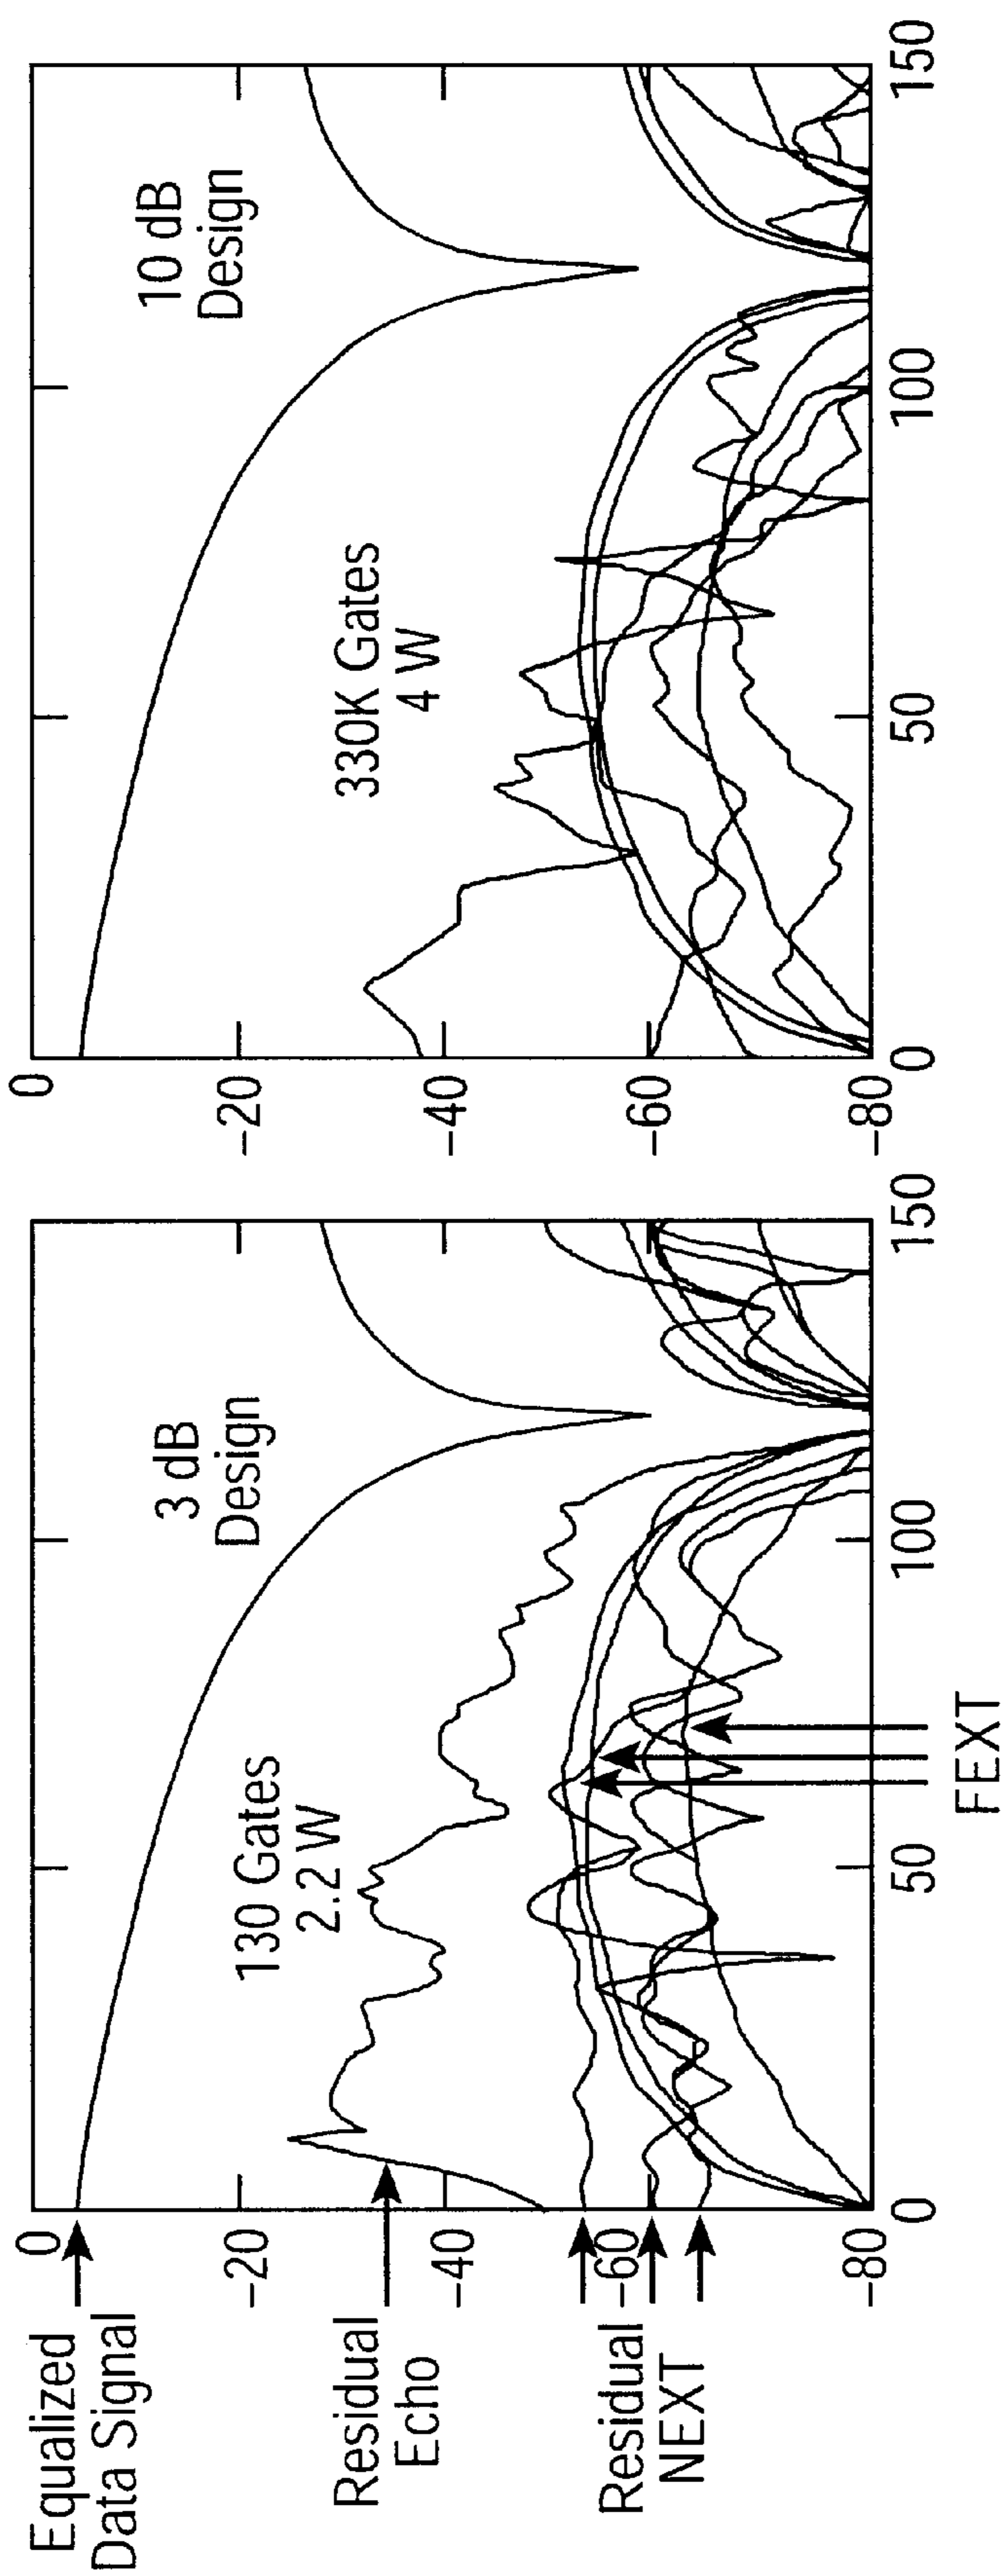 Equalized
Data Signal
Residual
Echo
Residual
NEXT
0
-20
-40
-60
-80
3 dB
Design
130 Gates
2.2 W
0
50
100
150
FEXT
0
-20
-40
-60
-80
10 dB
Design
330K Gates
4 W
0
50
100
150